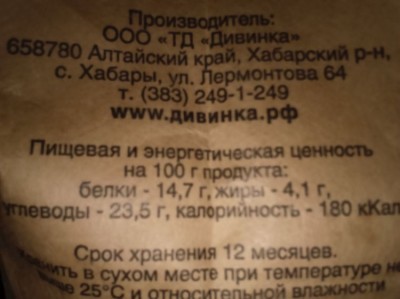 Производитель:
ООО «ТД «Дивинка»
658780 Алтайский край, Хабарский р-н,
с. Хабары, ул. Лермонтова 64
т. (383) 249-1-249
www.дивинка.рф
Пищевая и энергетическая ценность
на 100 г продукта:
белки - 14,7 г, жиры - 4,1 г,
углеводы - 23,5 г, калорийность - 180 кКал
Срок хранения 12 месяцев.
в сухом месте при температуре не
25°С и относительной влажности